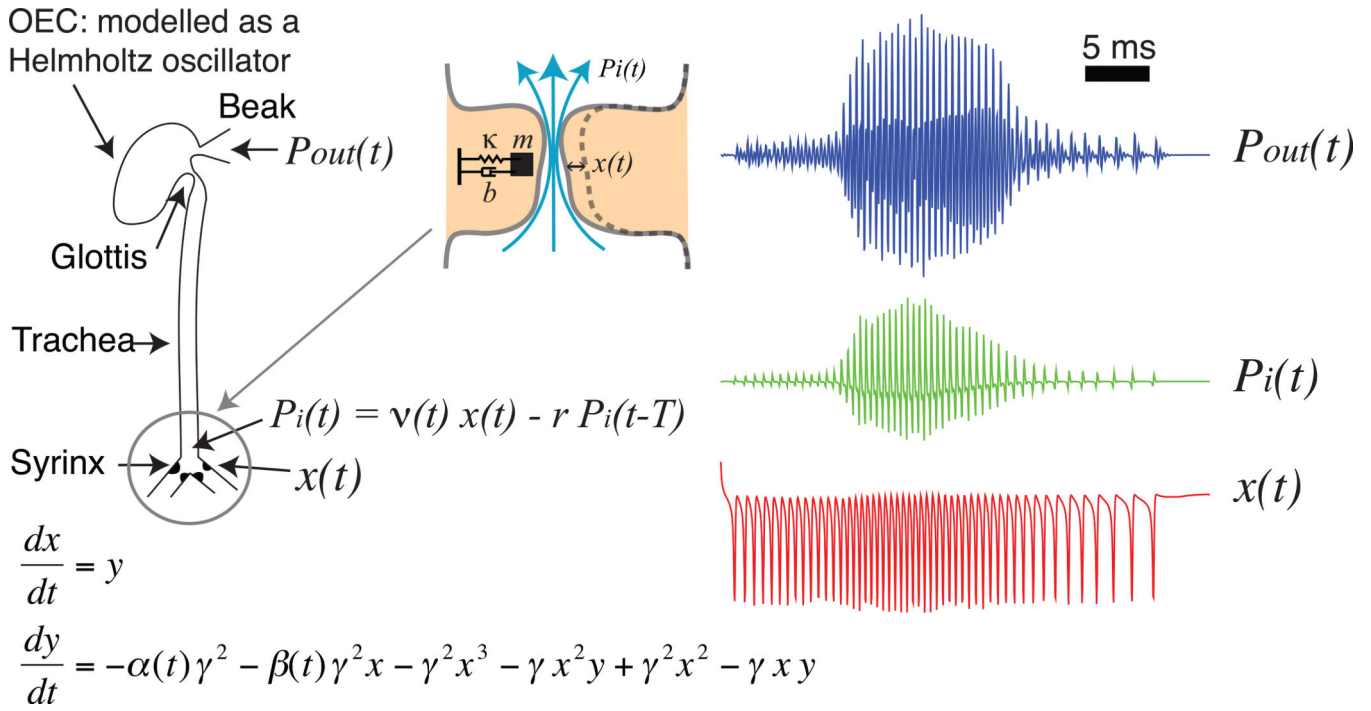 OEC: modelled as a
Helmholtz oscillator
Beak
Pout(t)
Glottis
Trachea
Pi(t) = ν(t) x(t) - r Pi(t-T)
Syrinx
x(t)
Pi(t)
κ m
x(t)
b
5 ms
Pout(t)
Pi(t)
x(t)
dx/dt = y
dy/dt = -α(t)γ² - β(t)γ²x - γ²x³ - γx²y + γ²x² - γxy